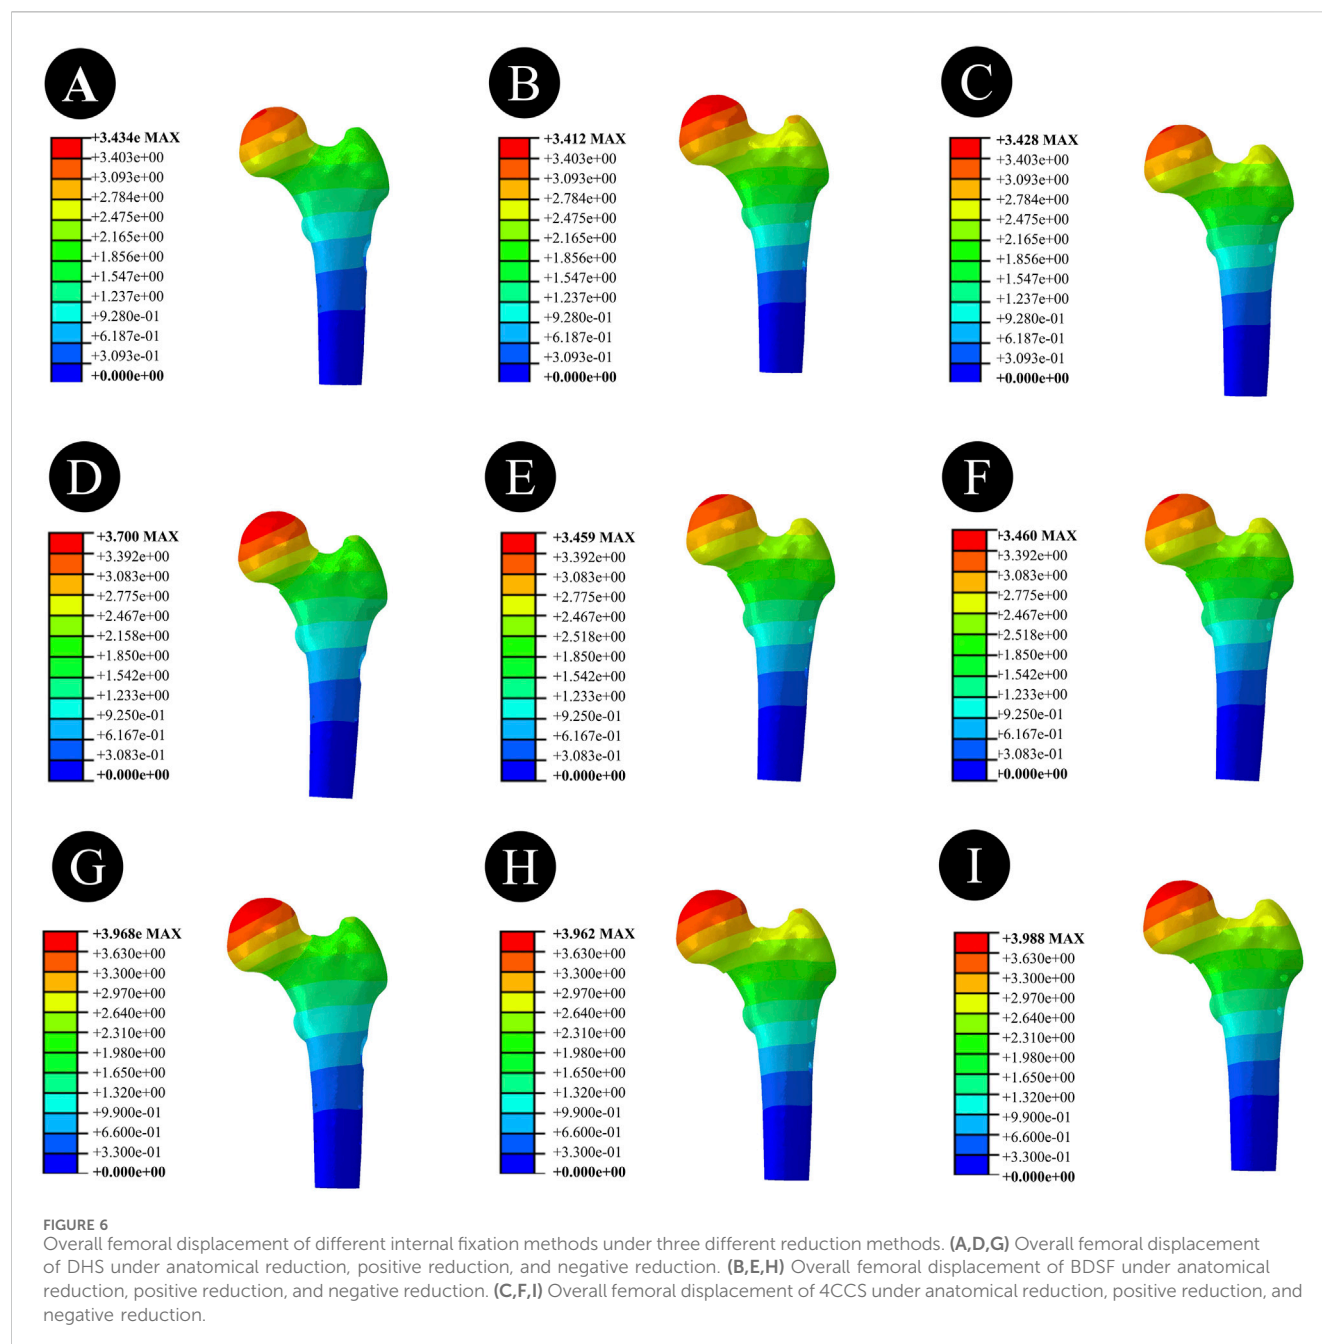 A
+3.434e MAX
+3.403e+00
+3.093e+00
+2.784e+00
+2.475e+00
+2.165e+00
+1.856e+00
+1.547e+00
+1.237e+00
+9.280e-01
+6.187e-01
+3.093e-01
+0.000e+00
B
+3.412 MAX
+3.403e+00
+3.093e+00
+2.784e+00
+2.475e+00
+2.165e+00
+1.856e+00
+1.547e+00
+1.237e+00
+9.280e-01
+6.187e-01
+3.093e-01
+0.000e+00
C
+3.428 MAX
+3.403e+00
+3.093e+00
+2.784e+00
+2.475e+00
+2.165e+00
+1.856e+00
+1.547e+00
+1.237e+00
+9.280e-01
+6.187e-01
+3.093e-01
+0.000e+00
D
+3.700 MAX
+3.392e+00
+3.083e+00
+2.775e+00
+2.467e+00
+2.158e+00
+1.850e+00
+1.542e+00
+1.233e+00
+9.250e-01
+6.167e-01
+3.083e-01
+0.000e+00
E
+3.459 MAX
+3.392e+00
+3.083e+00
+2.775e+00
+2.467e+00
+2.518e+00
+1.850e+00
+1.542e+00
+1.233e+00
+9.250e-01
+6.167e-01
+3.083e-01
+0.000e+00
F
+3.460 MAX
+3.392e+00
+3.083e+00
+2.775e+00
+2.467e+00
+2.518e+00
+1.850e+00
+1.542e+00
+1.233e+00
+9.250e-01
+6.167e-01
+3.083e-01
+0.000e+00
G
+3.968e MAX
+3.630e+00
+3.300e+00
+2.970e+00
+2.640e+00
+2.310e+00
+1.980e+00
+1.650e+00
+1.320e+00
+9.900e-01
+6.600e-01
+3.300e-01
+0.000e+00
H
+3.962 MAX
+3.630e+00
+3.300e+00
+2.970e+00
+2.640e+00
+2.310e+00
+1.980e+00
+1.650e+00
+1.320e+00
+9.900e-01
+6.600e-01
+3.300e-01
+0.000e+00
I
+3.988 MAX
+3.630e+00
+3.300e+00
+2.970e+00
+2.640e+00
+2.310e+00
+1.980e+00
+1.650e+00
+1.320e+00
+9.900e-01
+6.600e-01
+3.300e-01
+0.000e+00
FIGURE 6
Overall femoral displacement of different internal fixation methods under three different reduction methods. (A,D,G) Overall femoral displacement
of DHS under anatomical reduction, positive reduction, and negative reduction. (B,E,H) Overall femoral displacement of BDSF under anatomical
reduction, positive reduction, and negative reduction. (C,F,I) Overall femoral displacement of 4CCS under anatomical reduction, positive reduction, and
negative reduction.